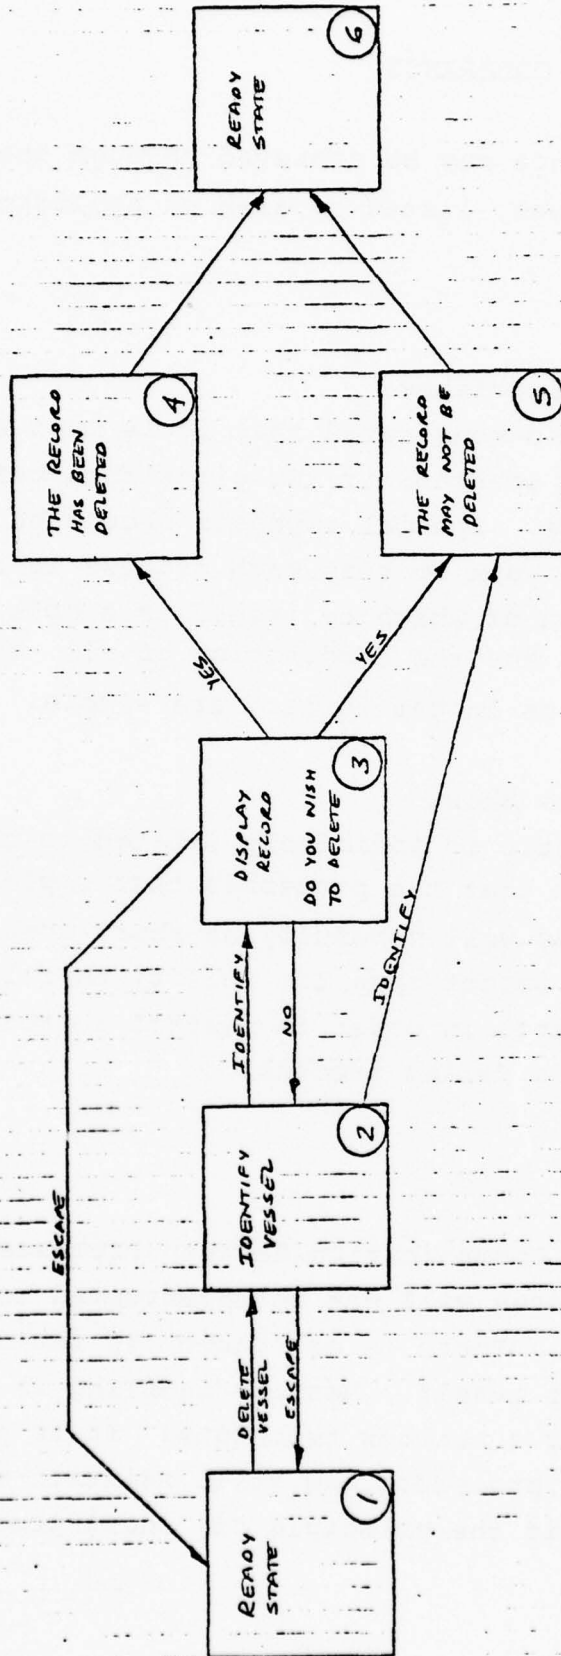 READY
STATE
1
DELETE
VESSEL
ESCAPE
ESCAPE
IDENTIFY
VESSEL
2
IDENTIFY
NO
IDENTIFY
DISPLAY
RECORD
DO YOU WISH
TO DELETE
3
YES
YES
THE RECORD
HAS BEEN
DELETED
4
THE RECORD
MAY NOT BE
DELETED
5
READY
STATE
6